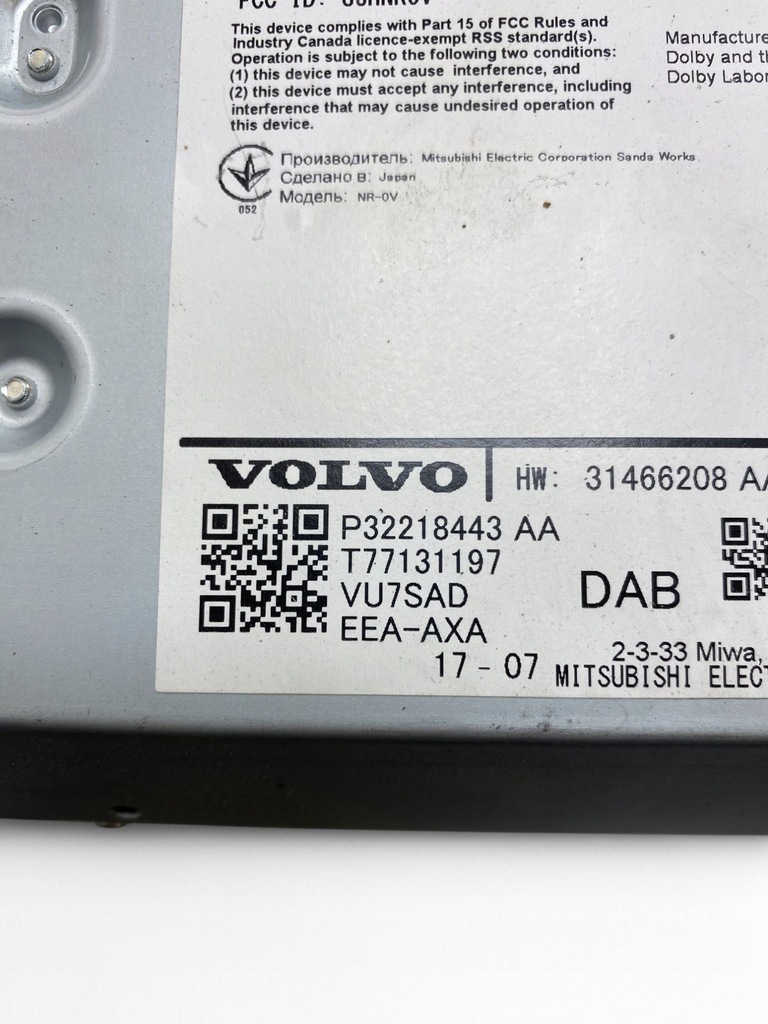 FCC ID:
This device complies with Part 15 of FCC Rules and
Industry Canada licence-exempt RSS standard(s).
Operation is subject to the following two conditions:
(1) this device may not cause interference, and
(2) this device must accept any interference, including
interference that may cause undesired operation of
this device.
Manufacture
Dolby and th
Dolby Labor
Производитель: Mitsubishi Electric Corporation Sanda Works
Сделано в: Japan
Модель: NR-0V
052
VOLVO HW: 31466208 AA
P32218443 AA
T77131197
VU7SAD
EEA-AXA
DAB
17-07
2-3-33 Miwa,
MITSUBISHI ELECT